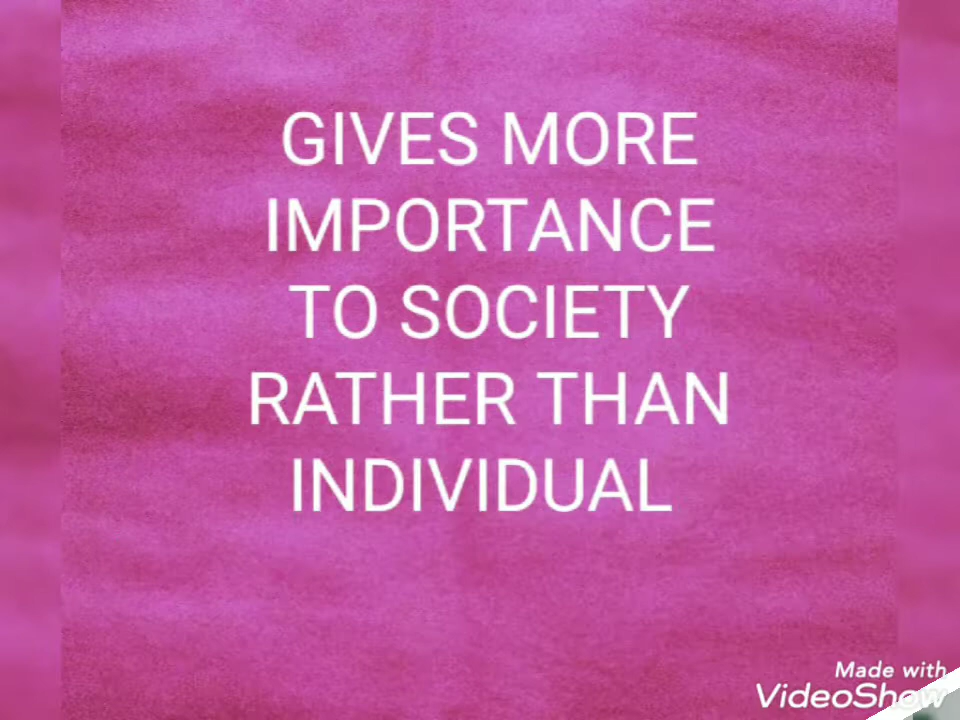 GIVES MORE
IMPORTANCE
TO SOCIETY
RATHER THAN
INDIVIDUAL
Made with
VideoShow